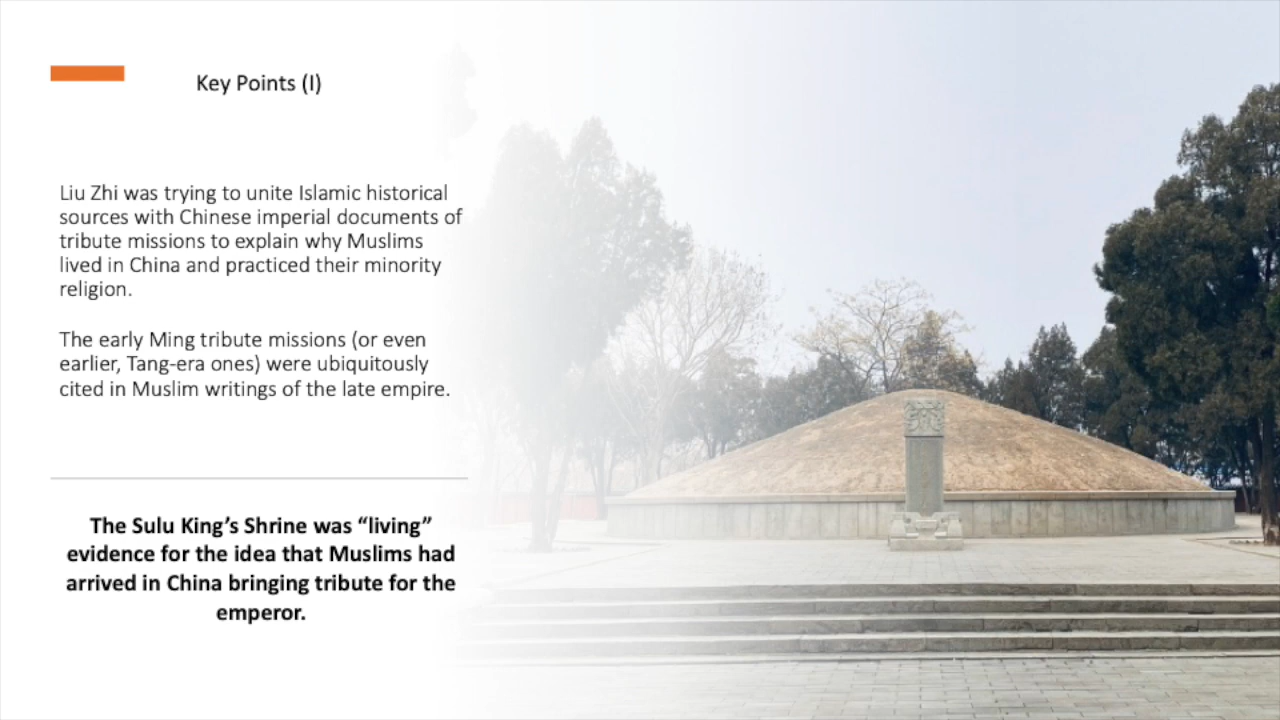 Key Points (I)
Liu Zhi was trying to unite Islamic historical
sources with Chinese imperial documents of
tribute missions to explain why Muslims
lived in China and practiced their minority
religion.
The early Ming tribute missions (or even
earlier, Tang-era ones) were ubiquitously
cited in Muslim writings of the late empire.
The Sulu King’s Shrine was “living”
evidence for the idea that Muslims had
arrived in China bringing tribute for the
emperor.